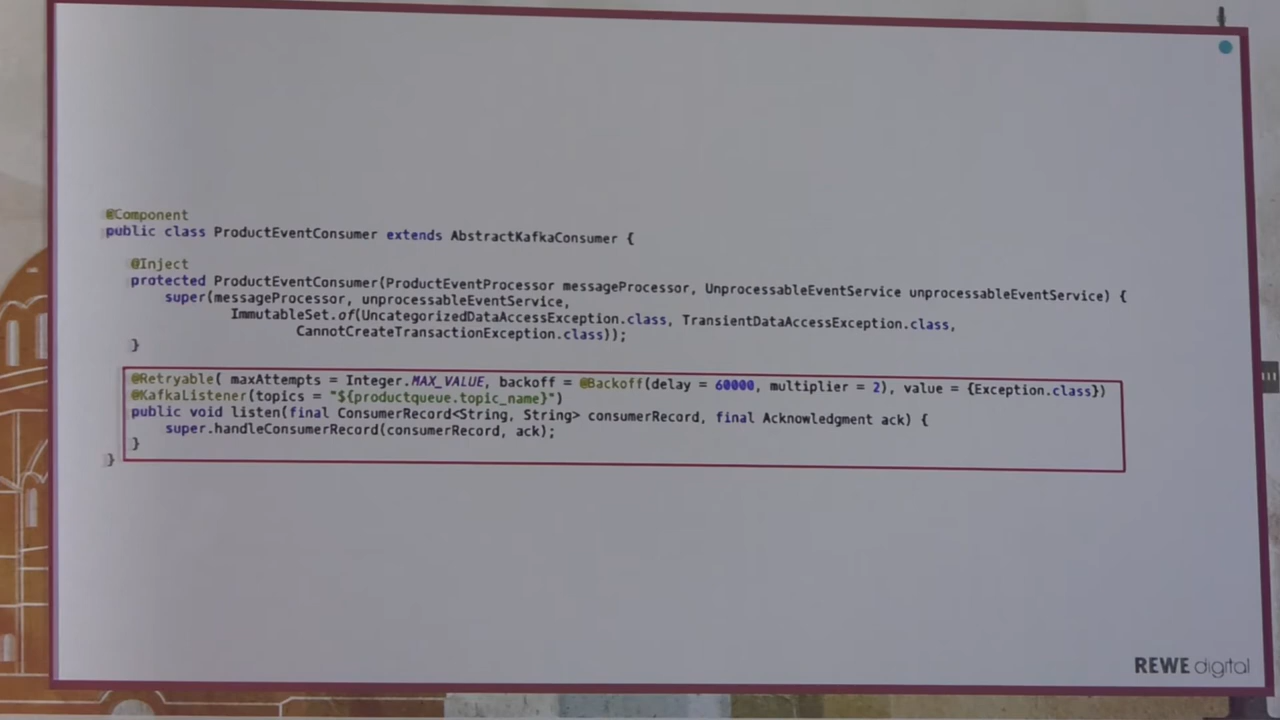 @Component
public class ProductEventConsumer extends AbstractKafkaConsumer {
@Inject
protected ProductEventConsumer(ProductEventProcessor messageProcessor, UnprocessableEventService unprocessableEventService) {
super(messageProcessor, unprocessableEventService,
ImmutableSet.of(UncategorizedDataAccessException.class, TransientDataAccessException.class,
CannotCreateTransactionException.class));
}
@Retryable( maxAttempts = Integer.MAX_VALUE, backoff = @Backoff(delay = 60000, multiplier = 2), value = {Exception.class})
@KafkaListener(topics = "${productqueue.topic_name}")
public void listen(final ConsumerRecord<String, String> consumerRecord, final Acknowledgment ack) {
super.handleConsumerRecord(consumerRecord, ack);
}
}
REWE digital